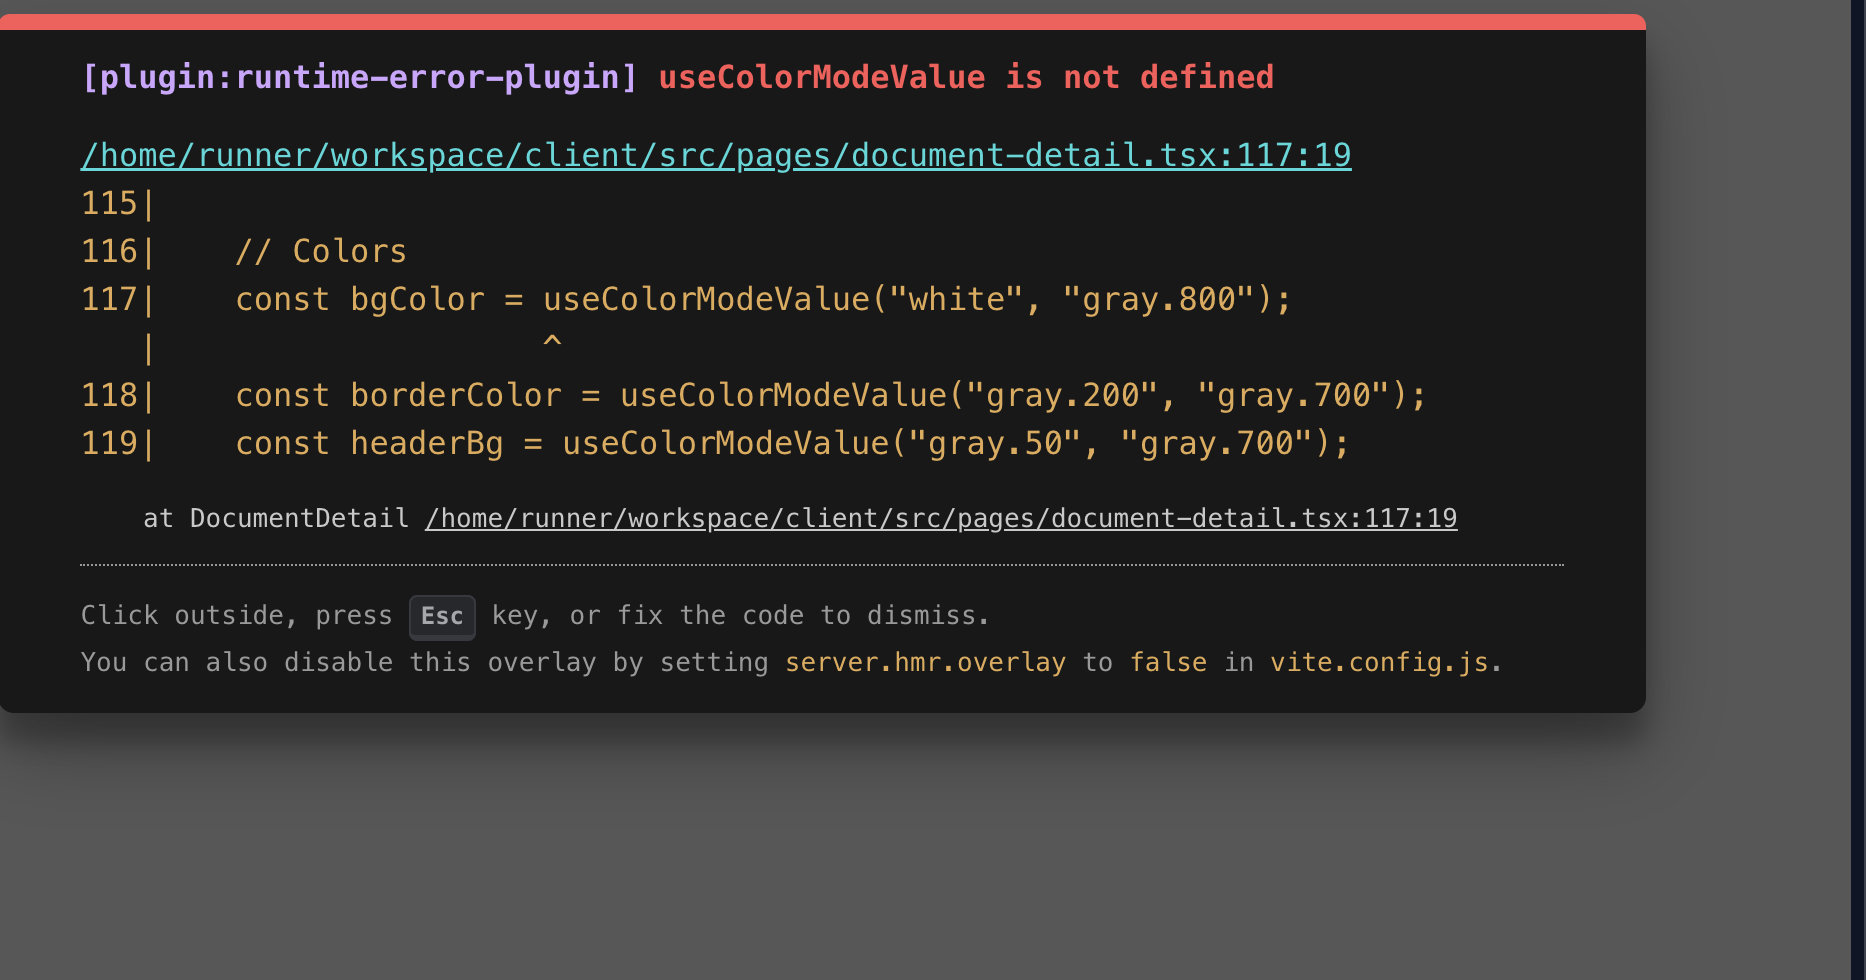 [plugin:runtime-error-plugin] useColorModeValue is not defined
/home/runner/workspace/client/src/pages/document-detail.tsx:117:19
115|
116|    // Colors
117|    const bgColor = useColorModeValue("white", "gray.800");
   |                    ^
118|    const borderColor = useColorModeValue("gray.200", "gray.700");
119|    const headerBg = useColorModeValue("gray.50", "gray.700");
at DocumentDetail /home/runner/workspace/client/src/pages/document-detail.tsx:117:19
Click outside, press Esc key, or fix the code to dismiss.
You can also disable this overlay by setting server.hmr.overlay to false in vite.config.js.